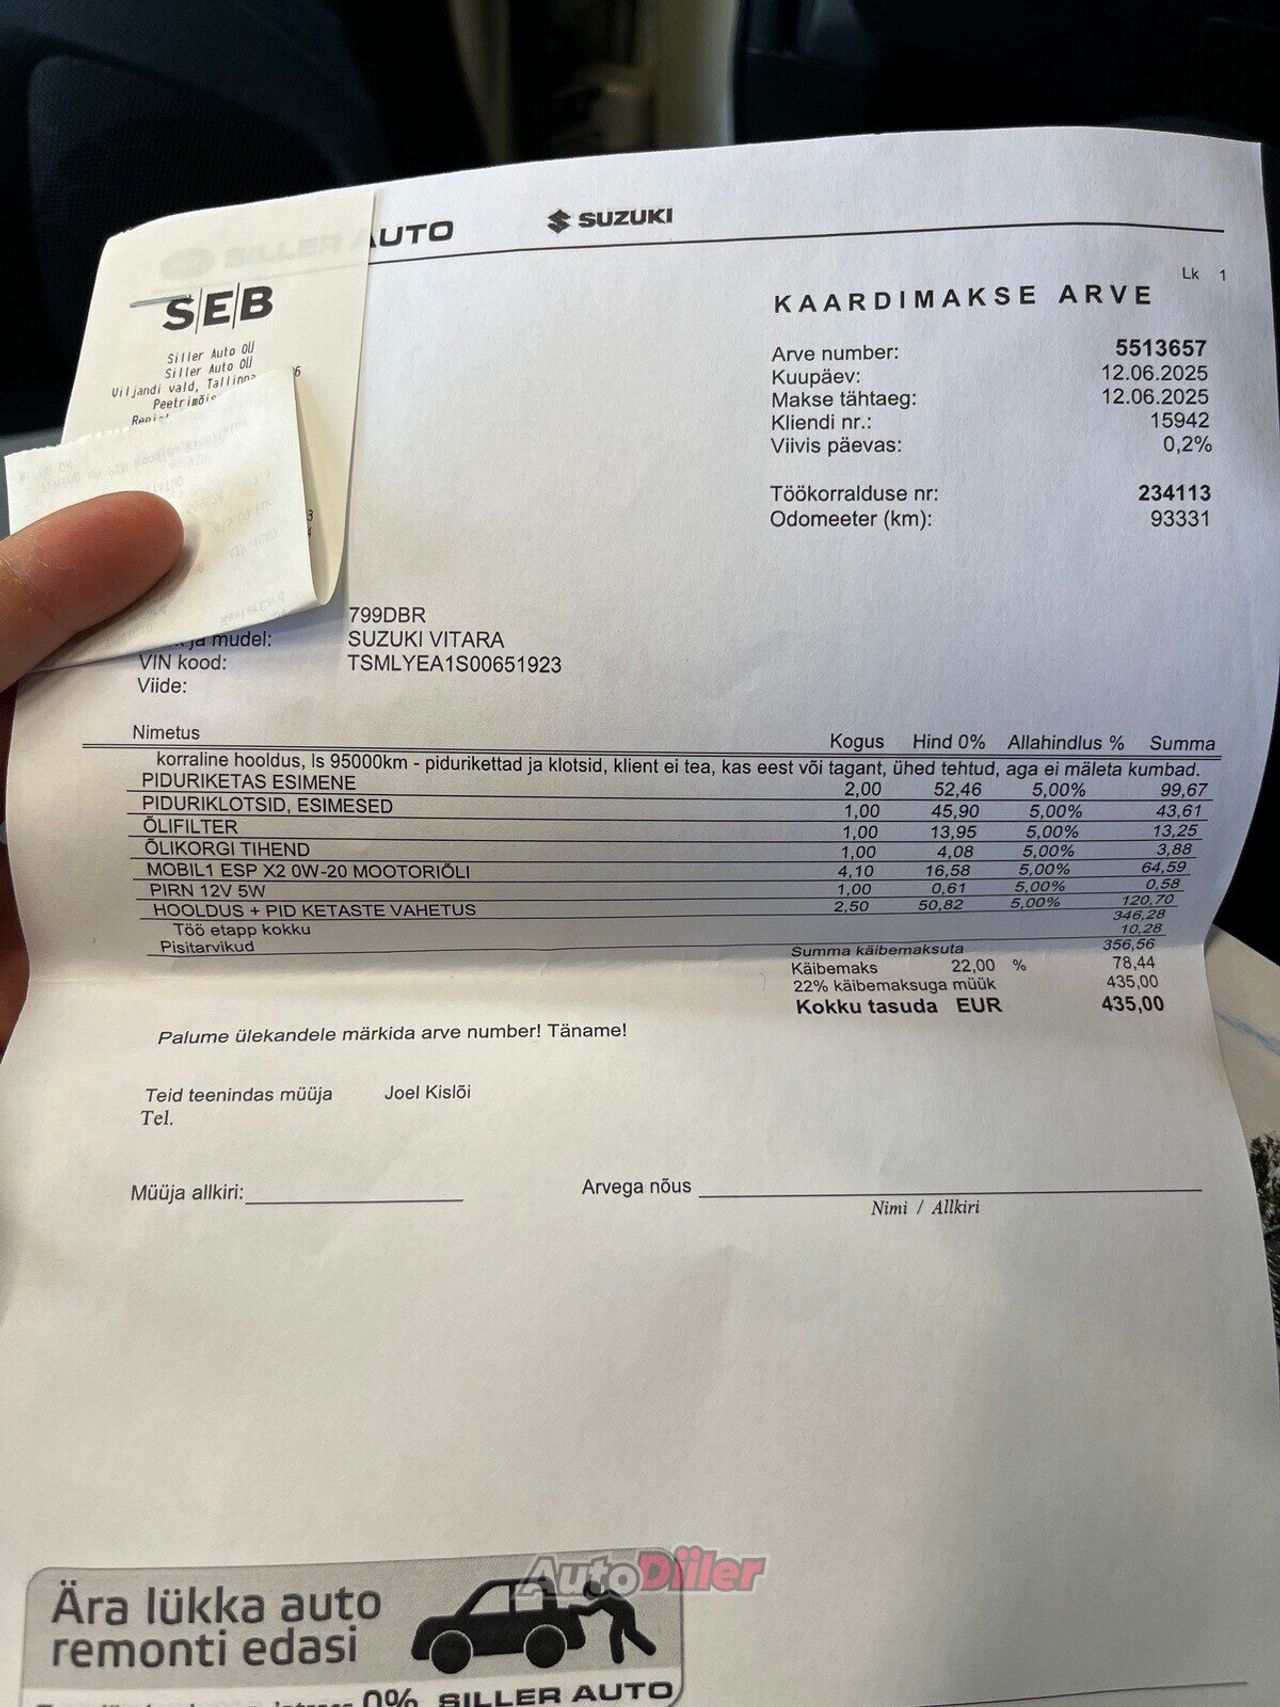 SILLER AUTO
SUZUKI
Lk 1
KAARDIMAKSE ARVE
SEB
Siller Auto OÜ
Siller Auto OÜ
Viljandi vald,
Arve number: 5513657
Kuupäev: 12.06.2025
Makse tähtaeg: 12.06.2025
Kliendi nr.: 15942
Viivis päevas: 0,2%
Töökorralduse nr: 234113
Odomeeter (km): 93331
799DBR
ja mudel: SUZUKI VITARA
VIN kood: TSMLYEA1S00651923
Viide:
Nimetus Kogus Hind 0% Allahindlus % Summa
korraline hooldus, ls 95000km - pidurikettad ja klotsid, klient ei tea, kas eest või tagant, ühed tehtud, aga ei mäleta kumbad.
PIDURIKETAS ESIMENE 2,00 52,46 5,00% 99,67
PIDURIKLOTSID, ESIMESED 1,00 45,90 5,00% 43,61
ÕLIFILTER 1,00 13,95 5,00% 13,25
ÕLIKORGI TIHEND 1,00 4,08 5,00% 3,88
MOBIL1 ESP X2 0W-20 MOOTORIÕLI 4,10 16,58 5,00% 64,59
PIRN 12V 5W 1,00 0,61 5,00% 0,58
HOOLDUS + PID KETASTE VAHETUS 2,50 50,82 5,00% 120,70
Töö etapp kokku 346,28
Pisitarvikud 10,28
Summa käibemaksuta 356,56
Käibemaks 22,00 % 78,44
22% käibemaksuga müük 435,00
Kokku tasuda EUR 435,00
Palume ülekandele märkida arve number! Täname!
Teid teenindas müüja Joel Kislõi
Tel.
Müüja allkiri:
Arvega nõus
Nimi / Allkiri
AutoDiiler
Ära lükka auto
remonti edasi
0% SILLER AUTO